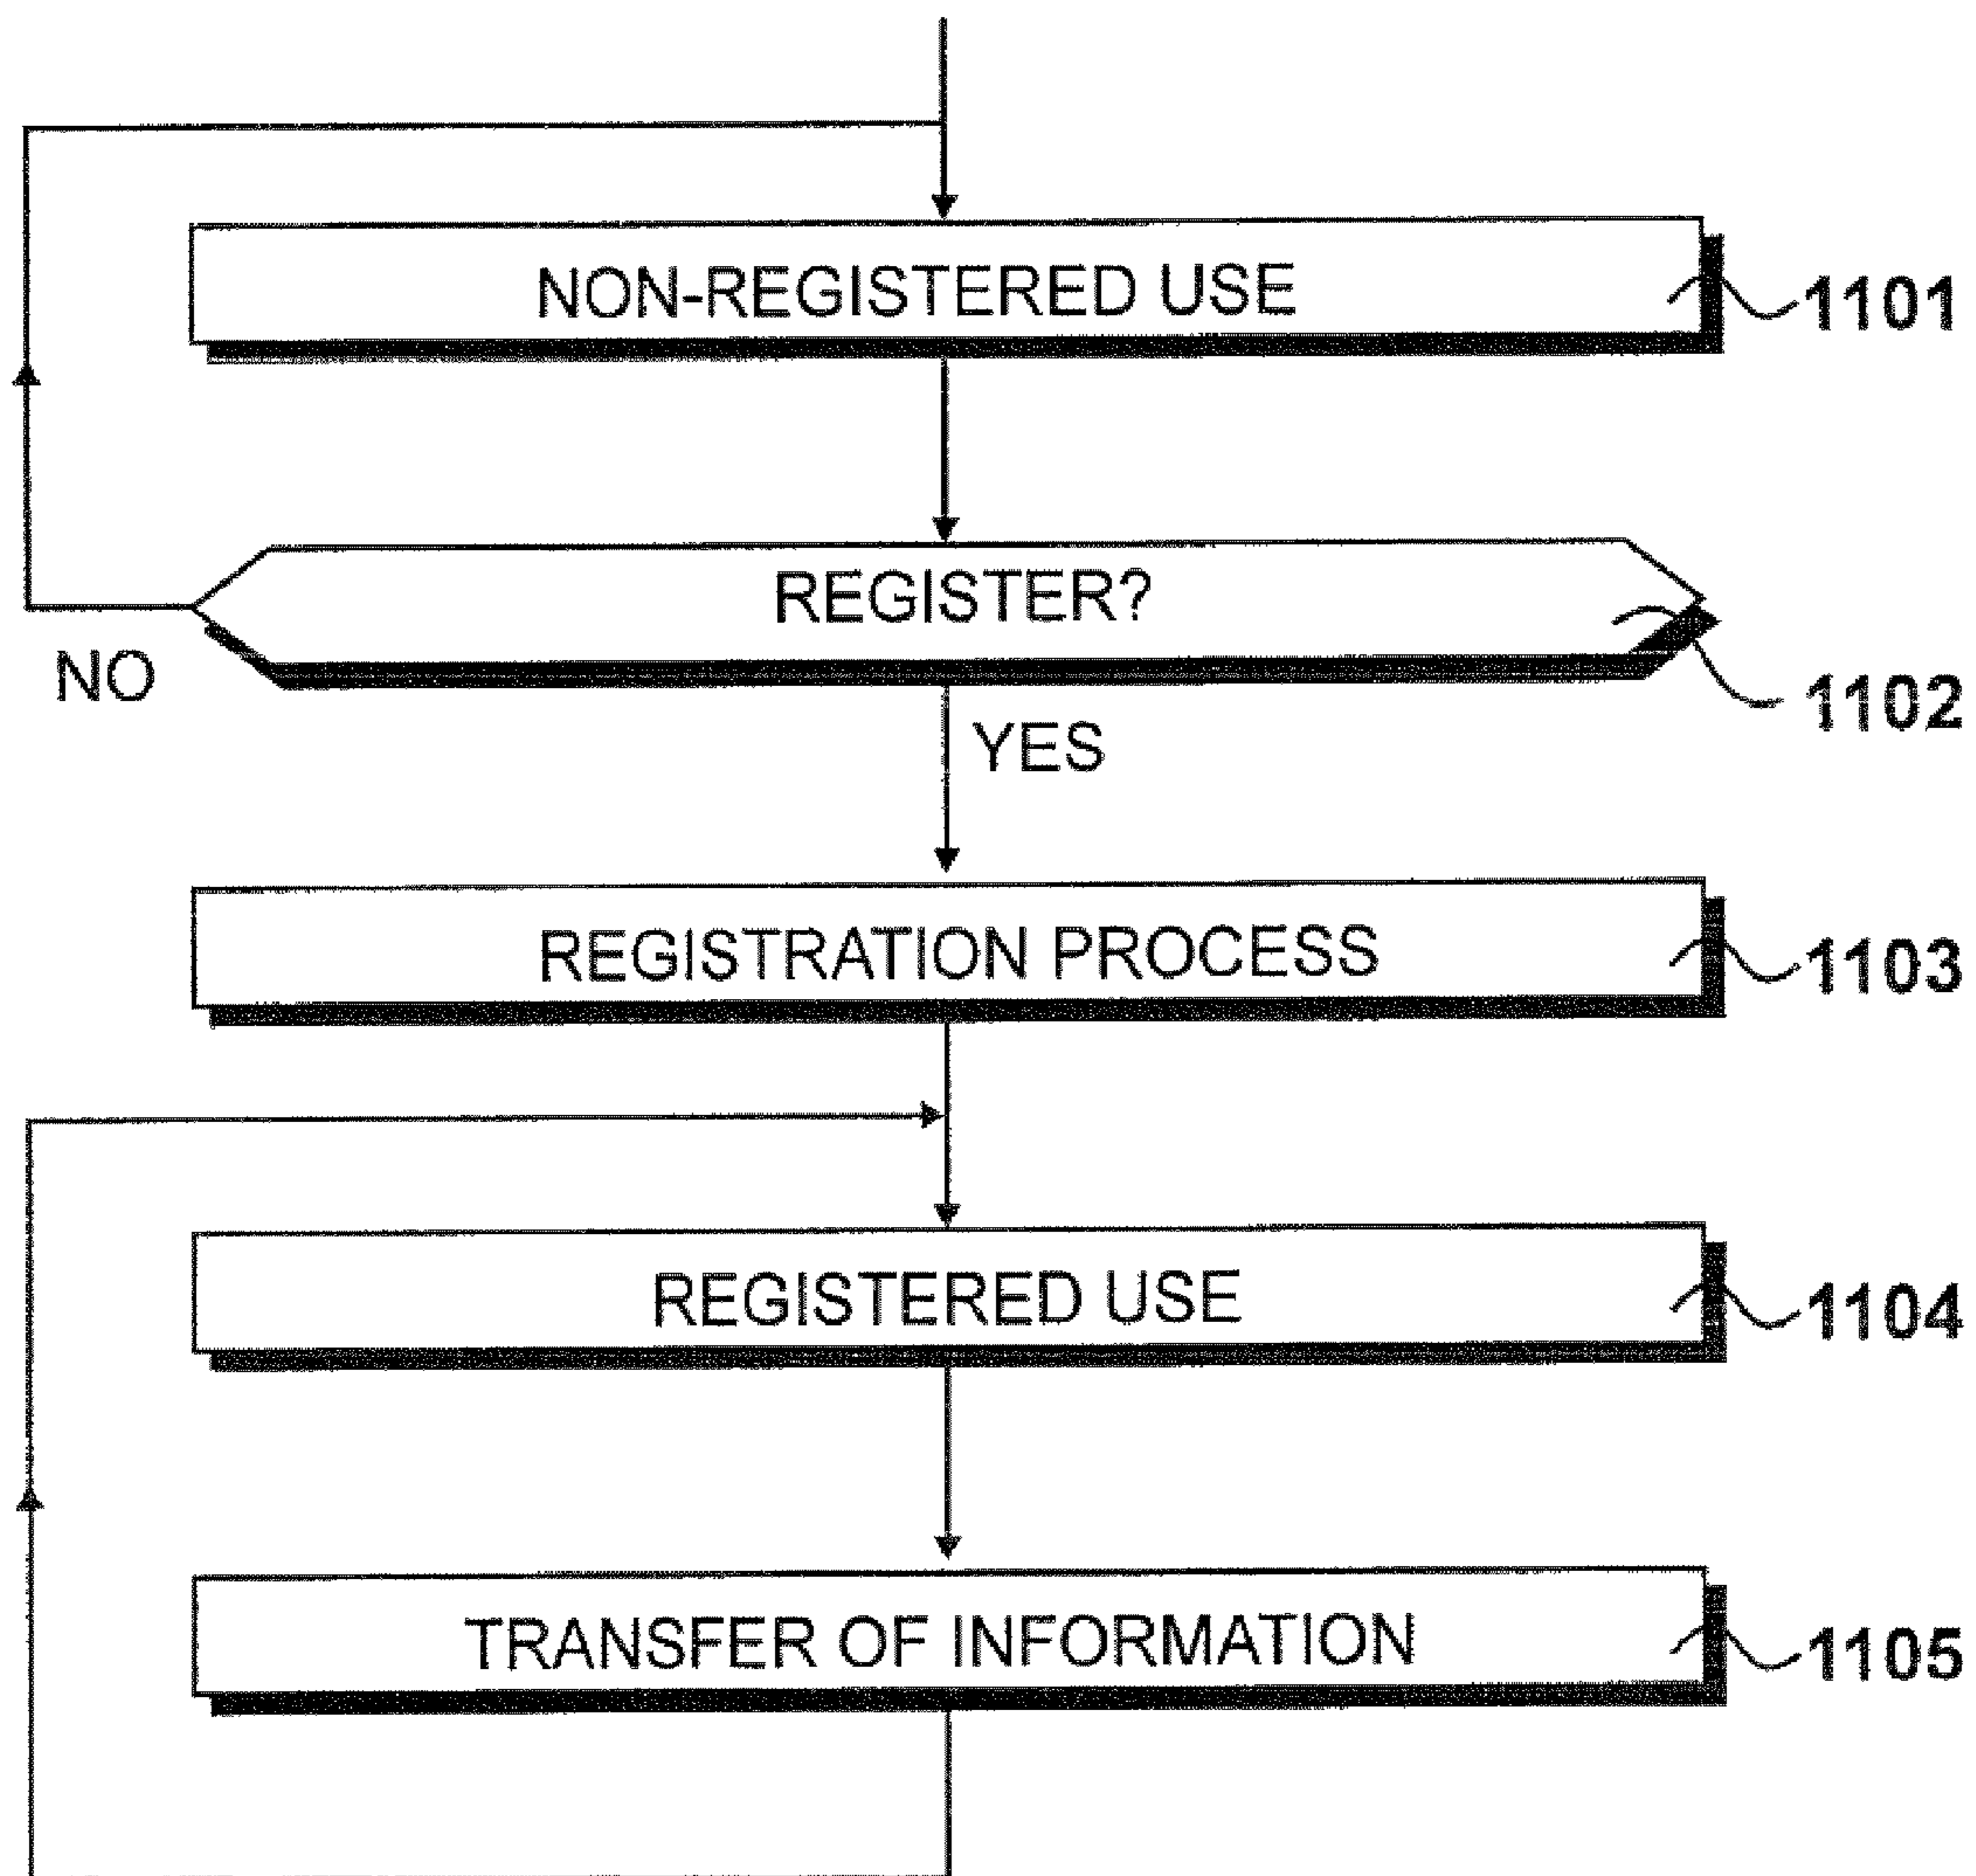 NON-REGISTERED USE
1101
REGISTER?
NO
1102
YES
REGISTRATION PROCESS
1103
REGISTERED USE
1104
TRANSFER OF INFORMATION
1105